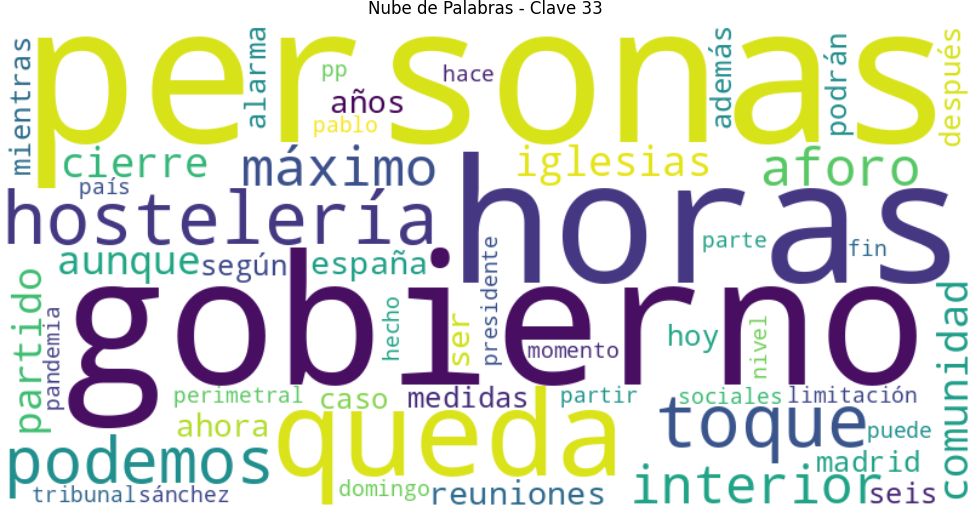 Nube de Palabras - Clave 33
personas
mientras
alarma
pp
hace
años
pablo
además
podrán
después
cierre
máximo
iglesias
aforo
país
hostelería
horas
aunque
según
españa
parte
fin
partido
pandemia
gobierno
hecho
ser
presidente
momento
hoy
nivel
comunidad
perimetral
caso
medidas
partir
sociales
limitación
ahora
queda
toque
puede
podemos
madrid
tribunal
sánchez
domingo
reuniones
interior
seis